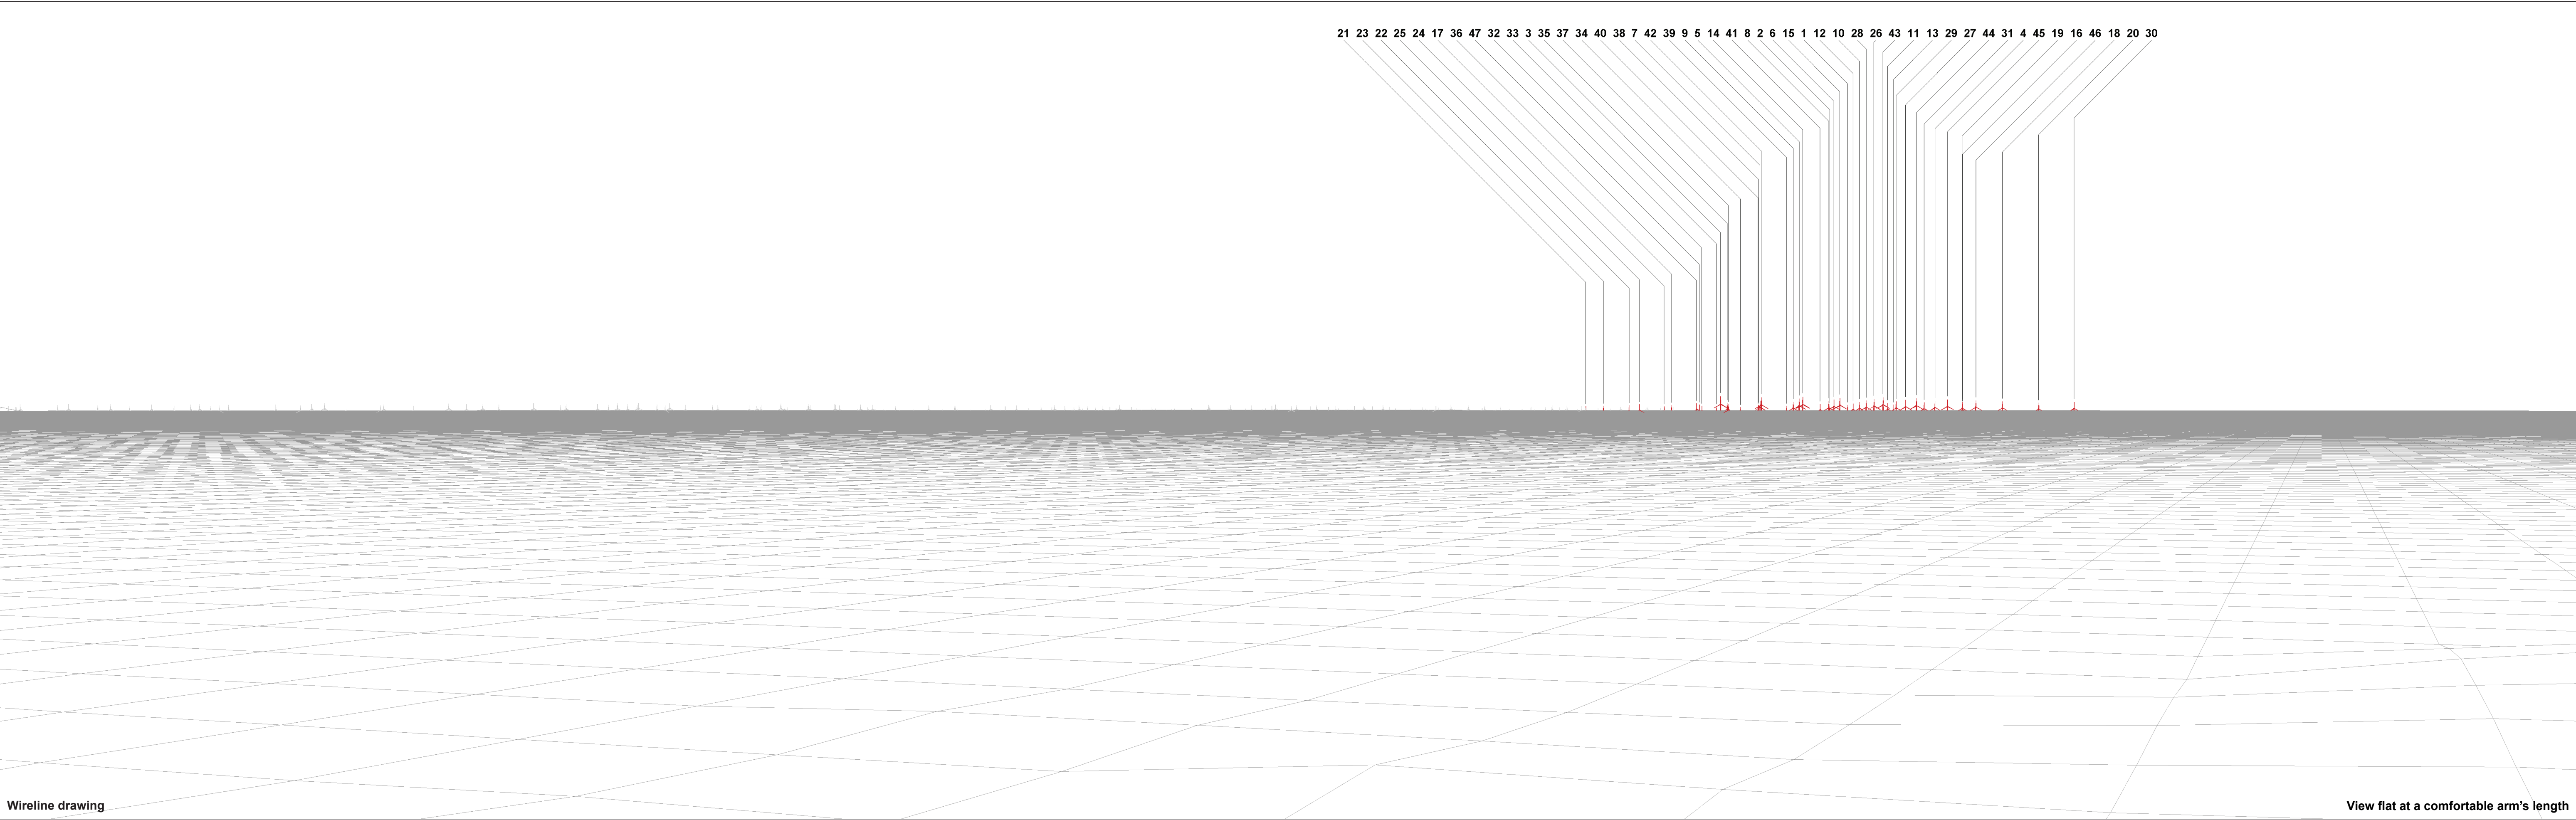 21 23 22 25 24 17 36 47 32 33 3 35 37 34 40 38 7 42 39 9 5 14 41 8 2 6 15 1 12 10 28 26 43 11 13 29 27 44 31 4 45 19 16 46 18 20 30
Wireline drawing
View flat at a comfortable arm’s length